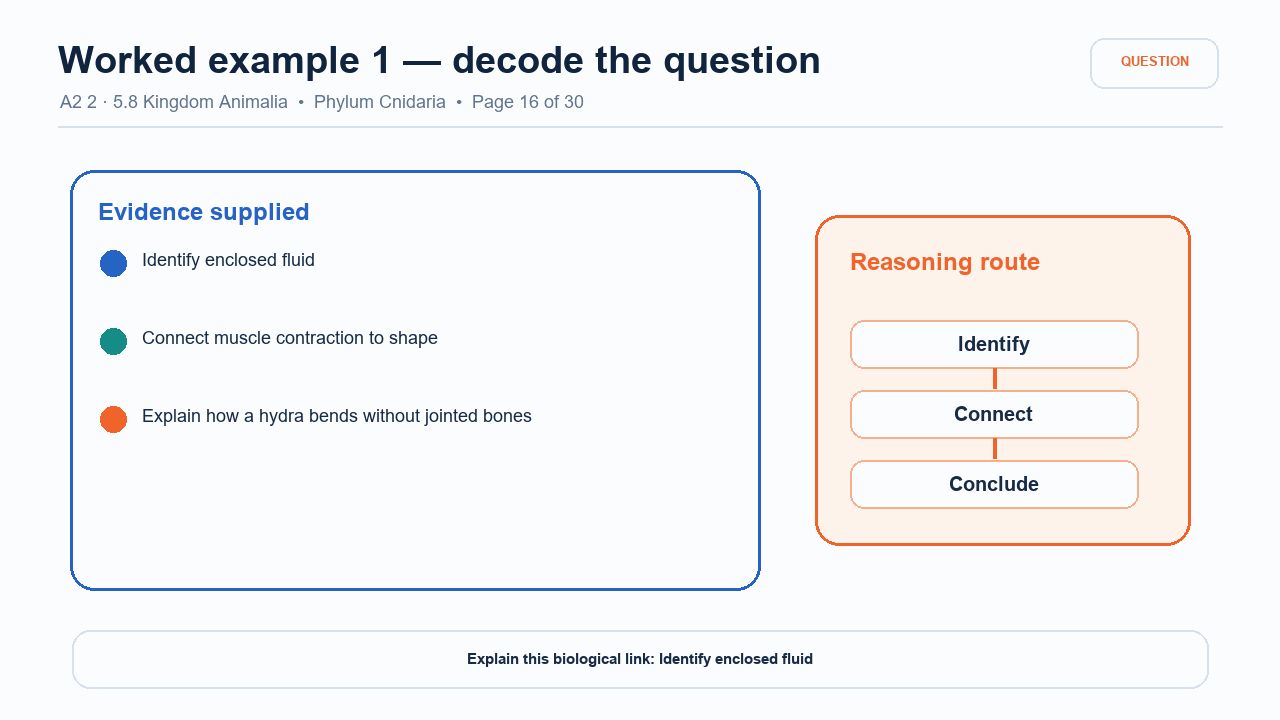 Worked example 1 — decode the question
QUESTION
A2 2 · 5.8 Kingdom Animalia • Phylum Cnidaria • Page 16 of 30
Evidence supplied
Identify enclosed fluid
Connect muscle contraction to shape
Explain how a hydra bends without jointed bones
Reasoning route
Identify
Connect
Conclude
Explain this biological link: Identify enclosed fluid